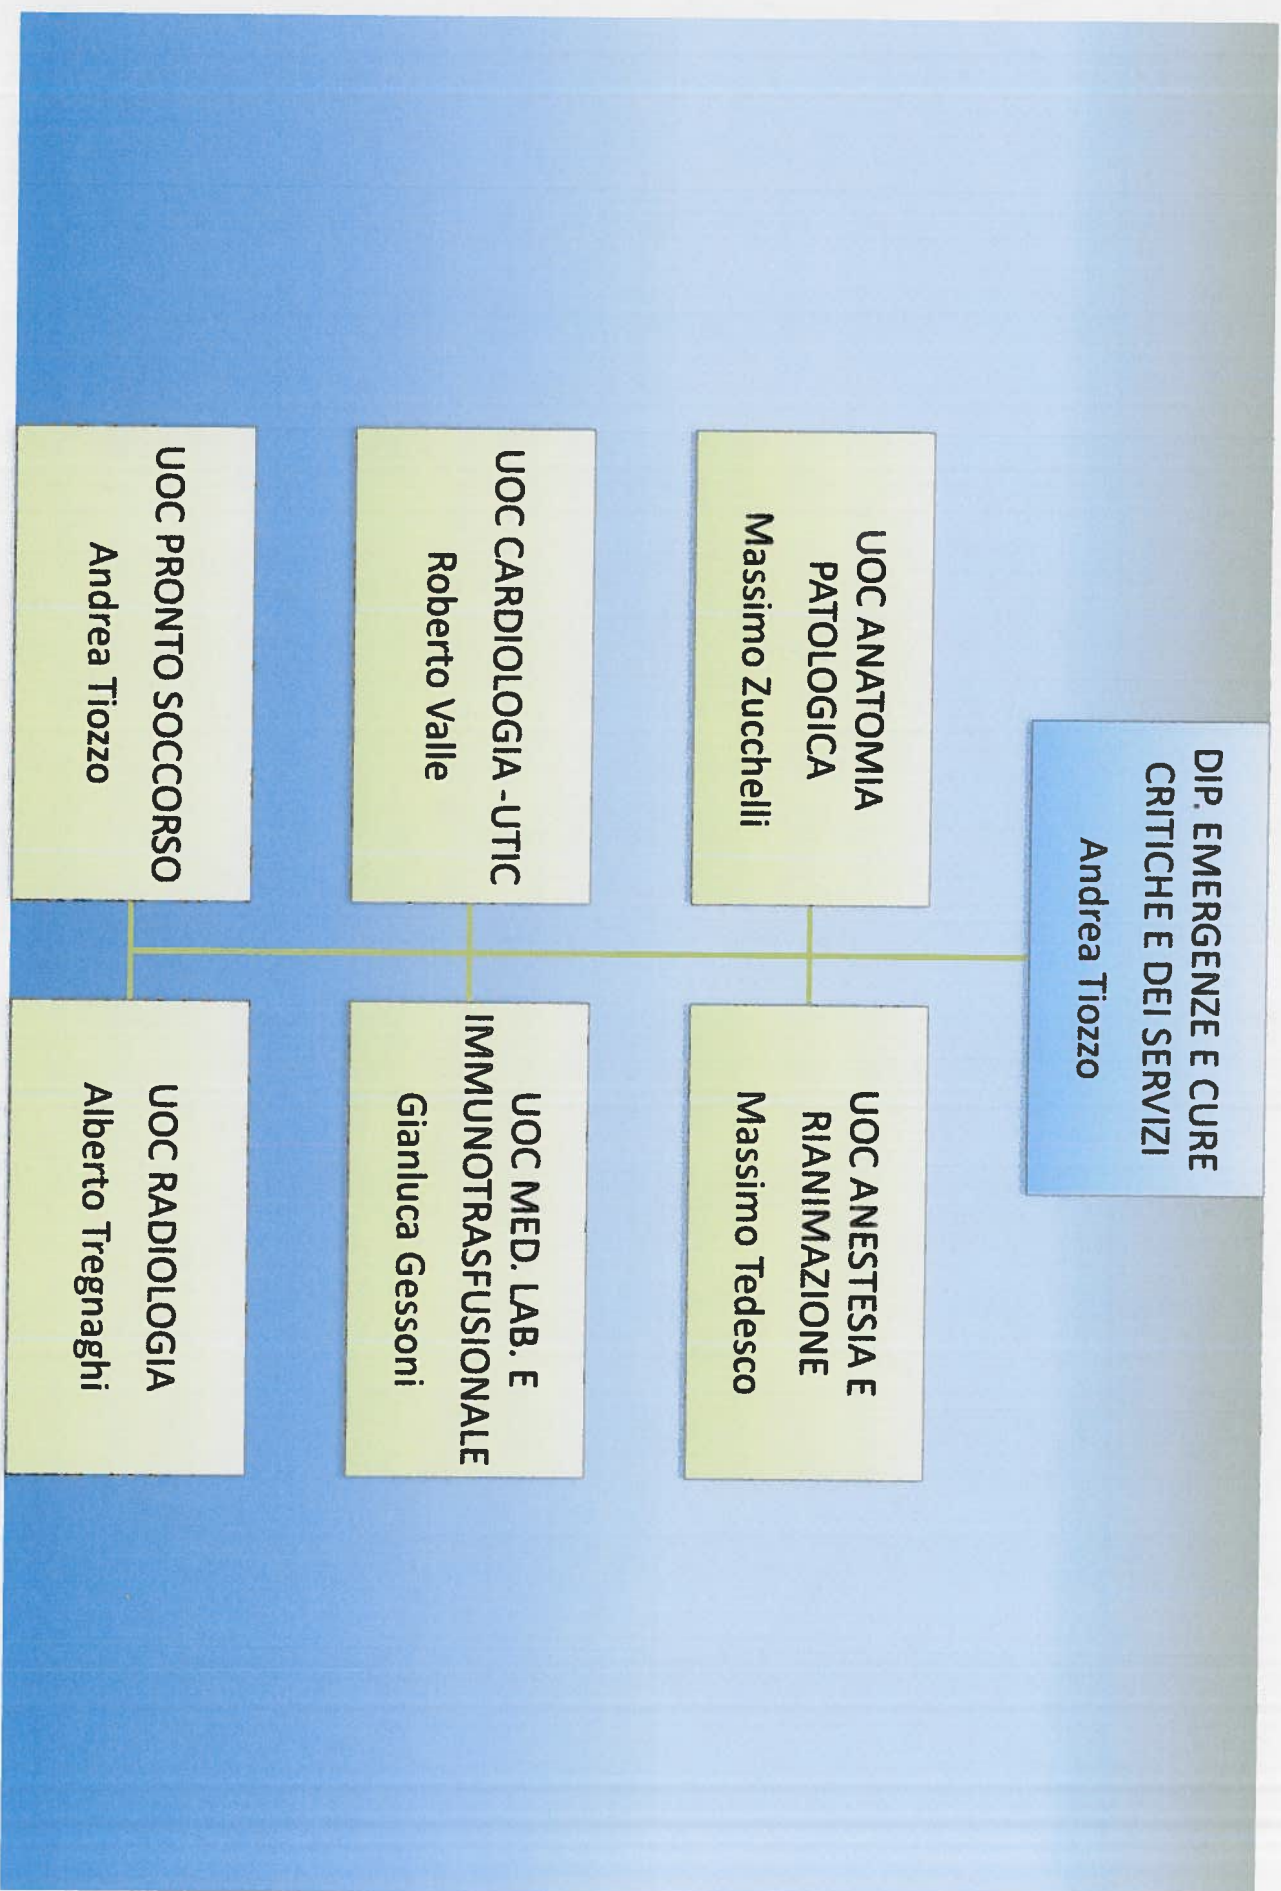 DIP. EMERGENZE E CURE
CRITICHE E DEI SERVIZI
Andrea Tiozzo
UOC ANATOMIA
PATOLOGICA
Massimo Zucchelli
UOC ANESTESIA E
RIANIMAZIONE
Massimo Tedesco
UOC CARDIOLOGIA -UTIC
Roberto Valle
UOC MED. LAB. E
IMMUNOTRASFUSIONALE
Gianluca Gessoni
UOC PRONTO SOCCORSO
Andrea Tiozzo
UOC RADIOLOGIA
Alberto Tregnaghi